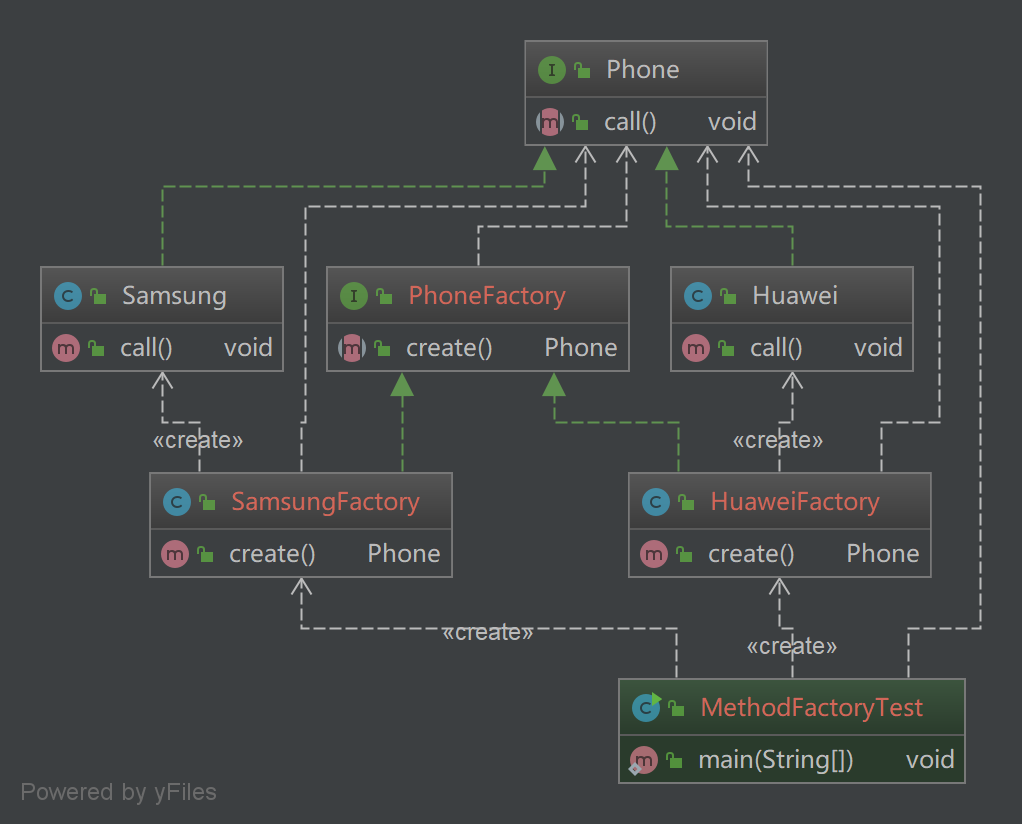 I Phone
m call() void
C Samsung
m call() void
I PhoneFactory
m create() Phone
C Huawei
m call() void
«create»
«create»
C SamsungFactory
m create() Phone
C HuaweiFactory
m create() Phone
«create»
«create»
C MethodFactoryTest
m main(String[]) void
Powered by yFiles